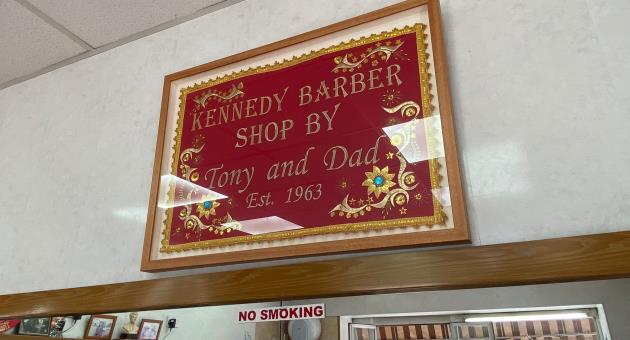 KENNEDY BARBER
SHOP BY
Tony and Dad
Est. 1963
NO SMOKING